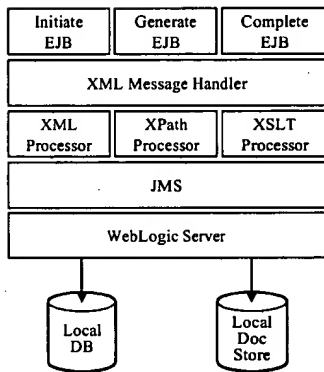 Initiate EJB
Generate EJB
Complete EJB
XML Message Handler
XML Processor
XPath Processor
XSLT Processor
JMS
WebLogic Server
Local DB
Local Doc Store